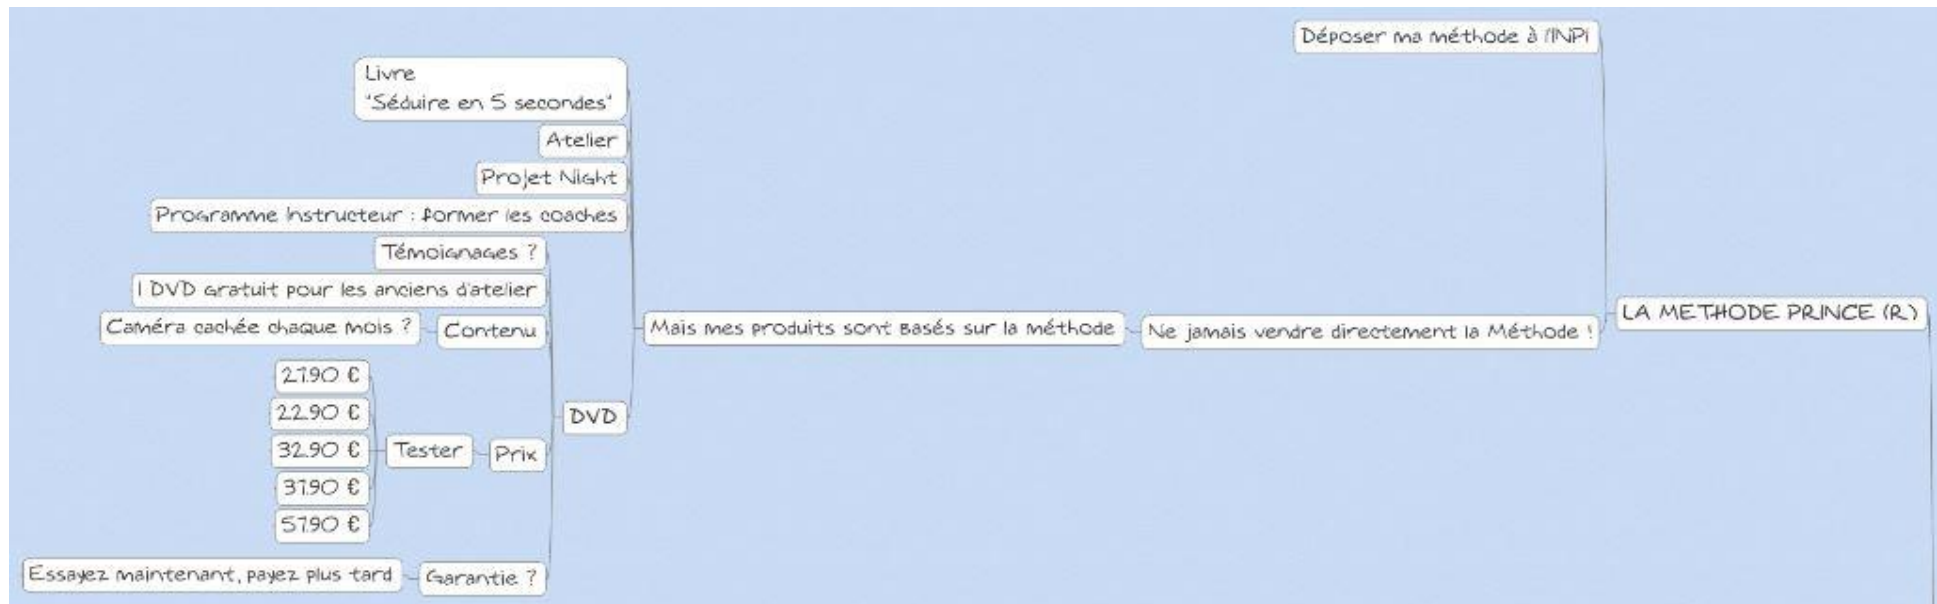 Déposer ma méthode à l'INPI
Livre
"Séduire en 5 secondes"
Atelier
Projet Night
Programme Instructeur : former les coaches
Témoignages ?
1 DVD gratuit pour les anciens d'atelier
Caméra cachée chaque mois ?
Contenu
Mais mes produits sont basés sur la méthode
Ne jamais vendre directement la Méthode !
LA METHODE PRINCE (R)
27.90 €
22.90 €
32.90 €
37.90 €
57.90 €
Tester
Prix
DVD
Essayez maintenant, payez plus tard
Garantie ?